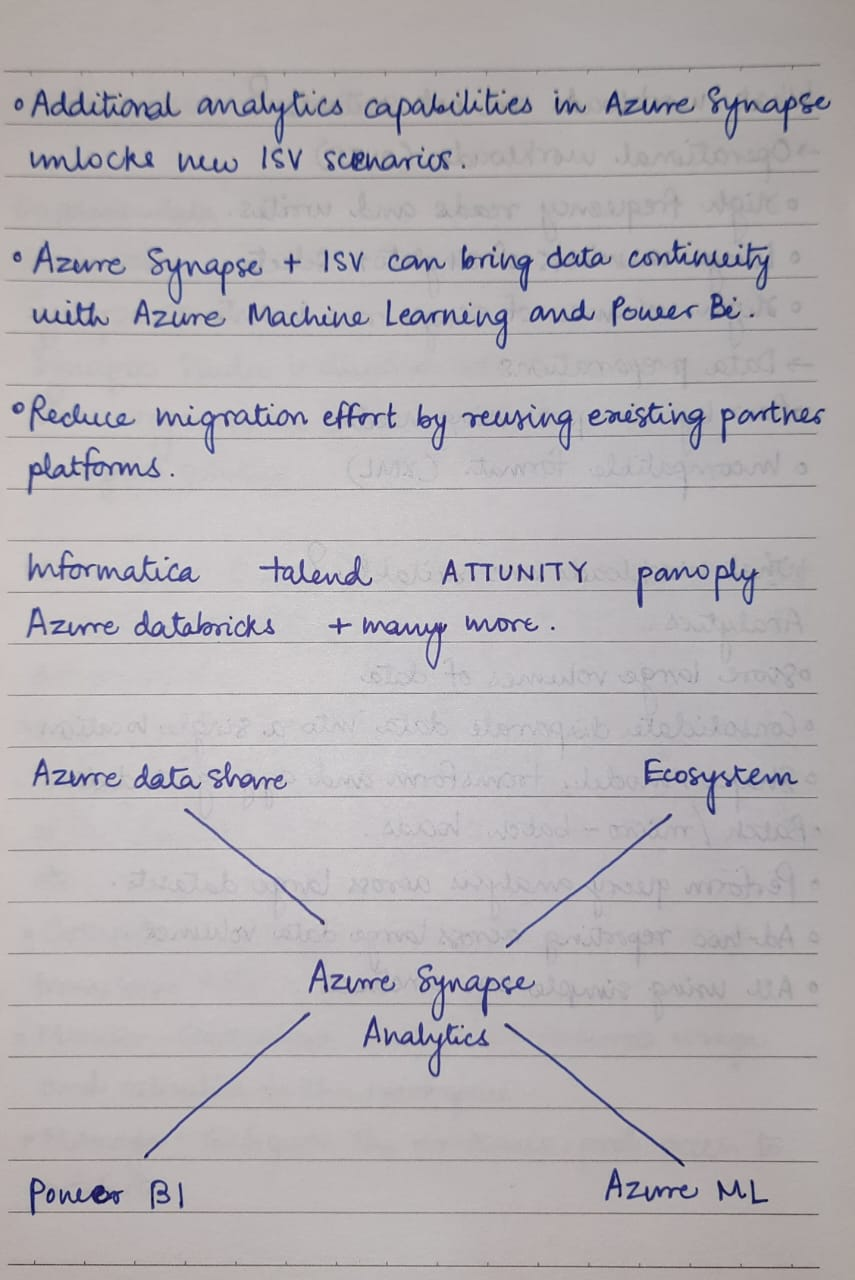 • Additional analytics capabilities in Azure Synapse
unlocks new ISV scenarios.
• Azure Synapse + ISV can bring data continuity
with Azure Machine Learning and Power Bi.
• Reduce migration effort by reusing existing partner
platforms.
Informatica talend ATTUNITY panoply
Azure databricks + many more.
Azure data share Ecosystem
Azure Synapse
Analytics
Power BI Azure ML